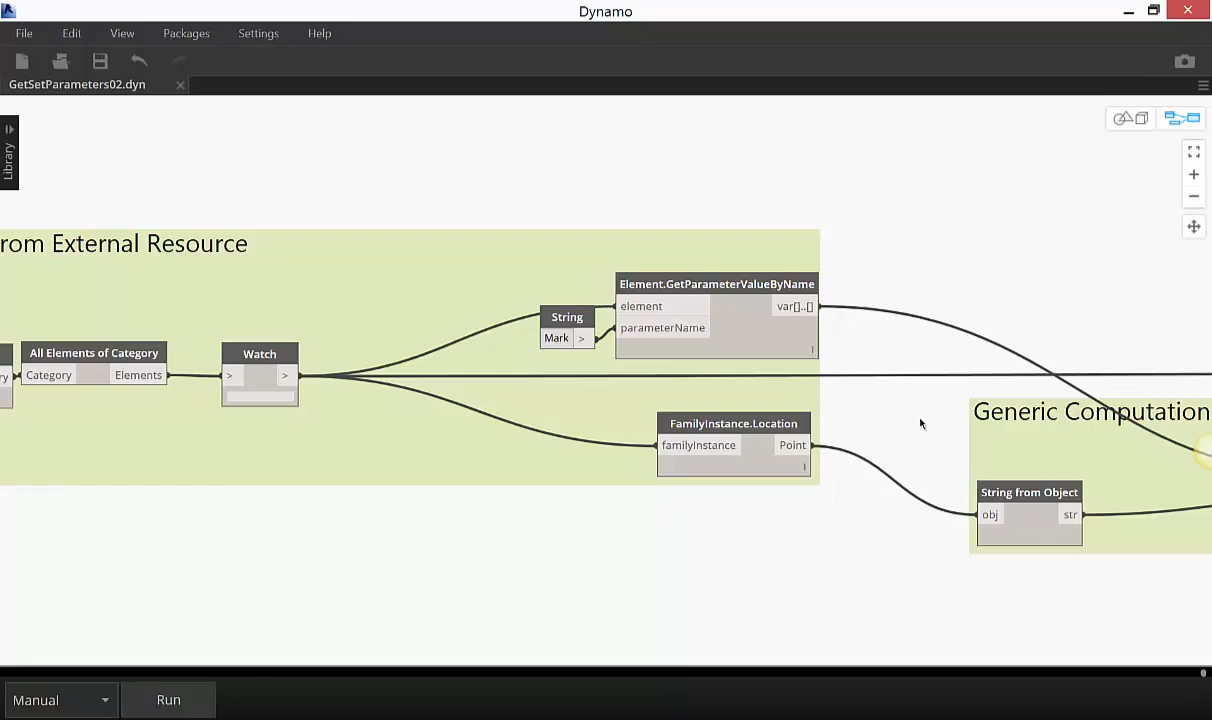 Dynamo
File Edit View Packages Settings Help
GetSetParameters02.dyn
Library
rom External Resource
Element.GetParameterValueByName
element var[]..[]
String
parameterName
Mark >
All Elements of Category
Watch
ry
Category Elements
> >
Generic Computation
FamilyInstance.Location
familyInstance Point
String from Object
obj str
Manual Run